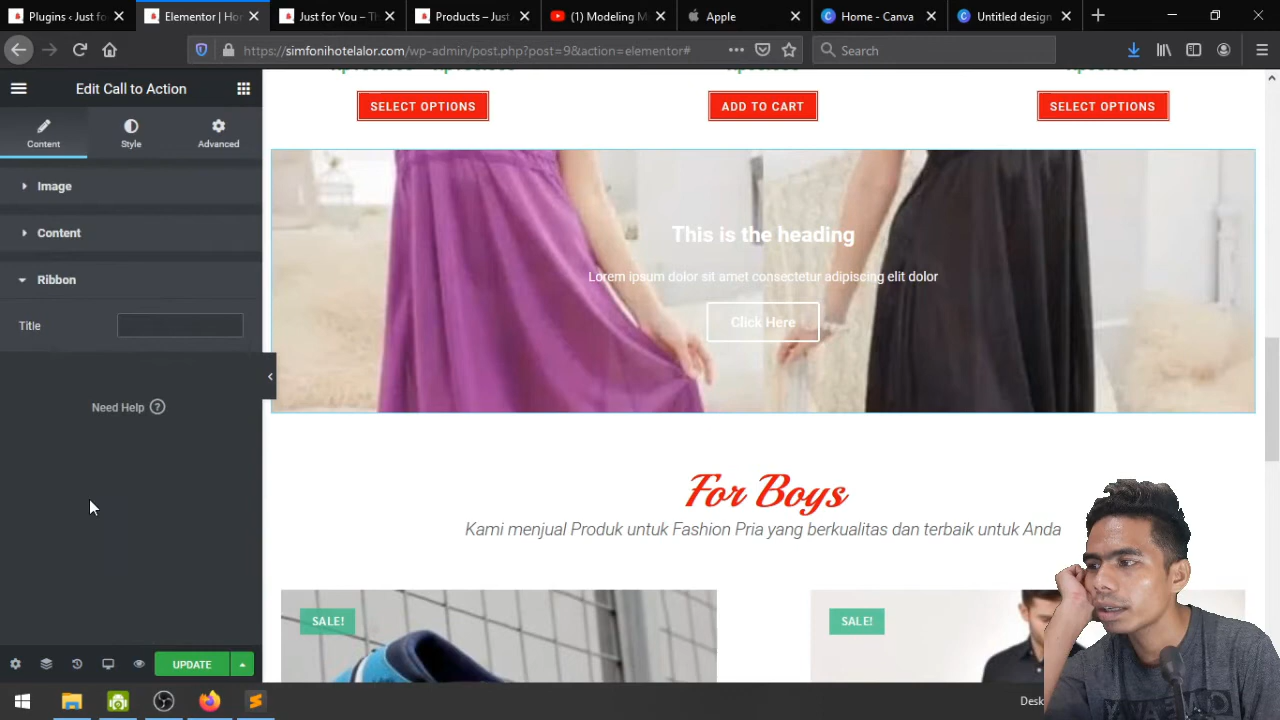 Plugins ‹ Just fo
Elementor | Ho
Just for You – Th
Products – Just
(1) Modeling M
Apple
Home - Canva
Untitled design
https://simfonihotelalor.com/wp-admin/post.php?post=9&action=elementor#
Search
Edit Call to Action
Content
Style
Advanced
Image
Content
Ribbon
Title
Need Help ?
UPDATE
SELECT OPTIONS
ADD TO CART
SELECT OPTIONS
This is the heading
Lorem ipsum dolor sit amet consectetur adipiscing elit dolor
Click Here
For Boys
Kami menjual Produk untuk Fashion Pria yang berkualitas dan terbaik untuk Anda
SALE!
SALE!
Desk